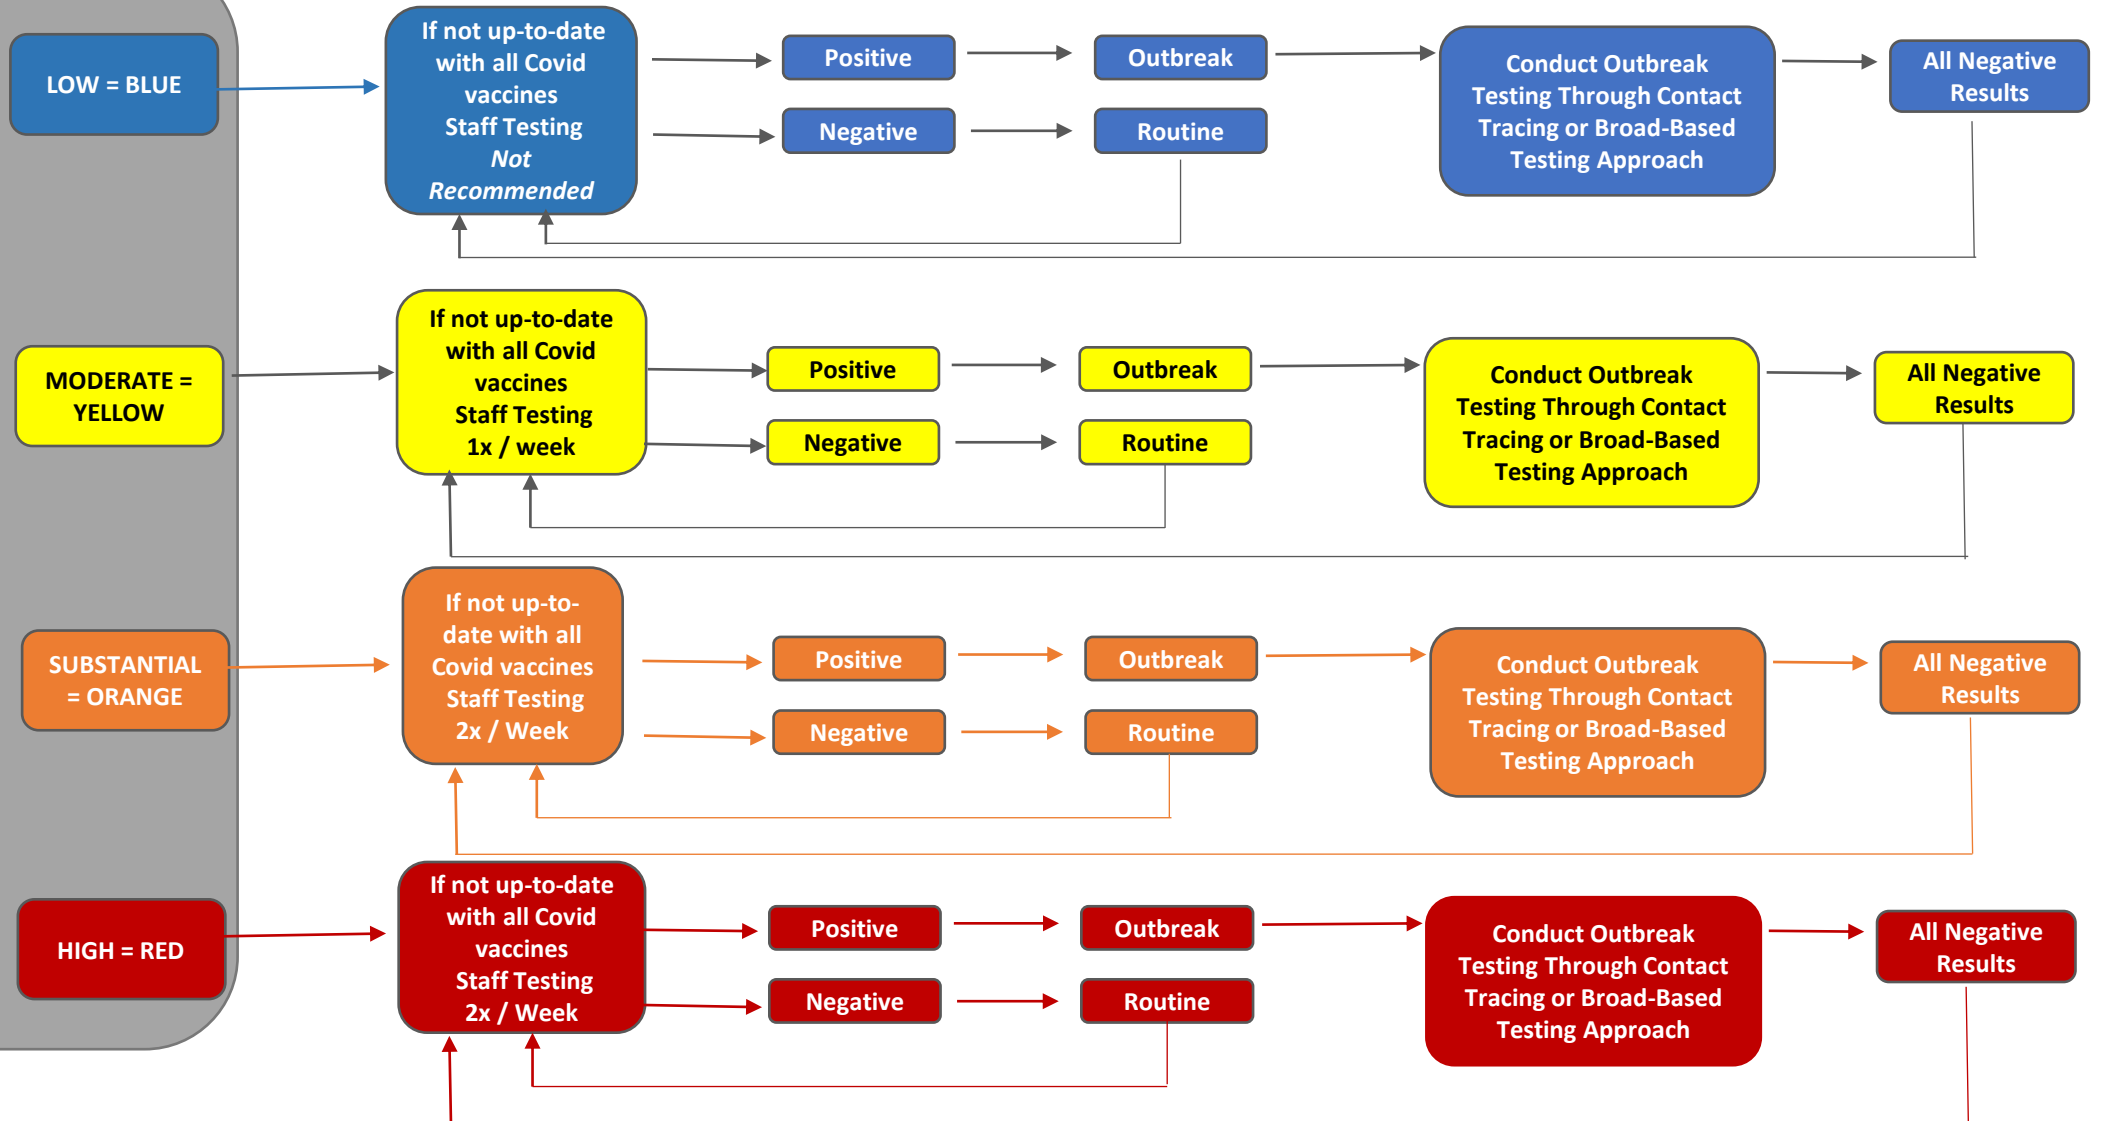 LOW = BLUE
If not up-to-date
with all Covid
vaccines
Staff Testing
Not
Recommended
Positive
Outbreak
Negative
Routine
Conduct Outbreak
Testing Through Contact
Tracing or Broad-Based
Testing Approach
All Negative
Results
MODERATE =
YELLOW
If not up-to-date
with all Covid
vaccines
Staff Testing
1x / week
Positive
Outbreak
Negative
Routine
Conduct Outbreak
Testing Through Contact
Tracing or Broad-Based
Testing Approach
All Negative
Results
SUBSTANTIAL
= ORANGE
If not up-to-
date with all
Covid vaccines
Staff Testing
2x / Week
Positive
Outbreak
Negative
Routine
Conduct Outbreak
Testing Through Contact
Tracing or Broad-Based
Testing Approach
All Negative
Results
HIGH = RED
If not up-to-date
with all Covid
vaccines
Staff Testing
2x / Week
Positive
Outbreak
Negative
Routine
Conduct Outbreak
Testing Through Contact
Tracing or Broad-Based
Testing Approach
All Negative
Results